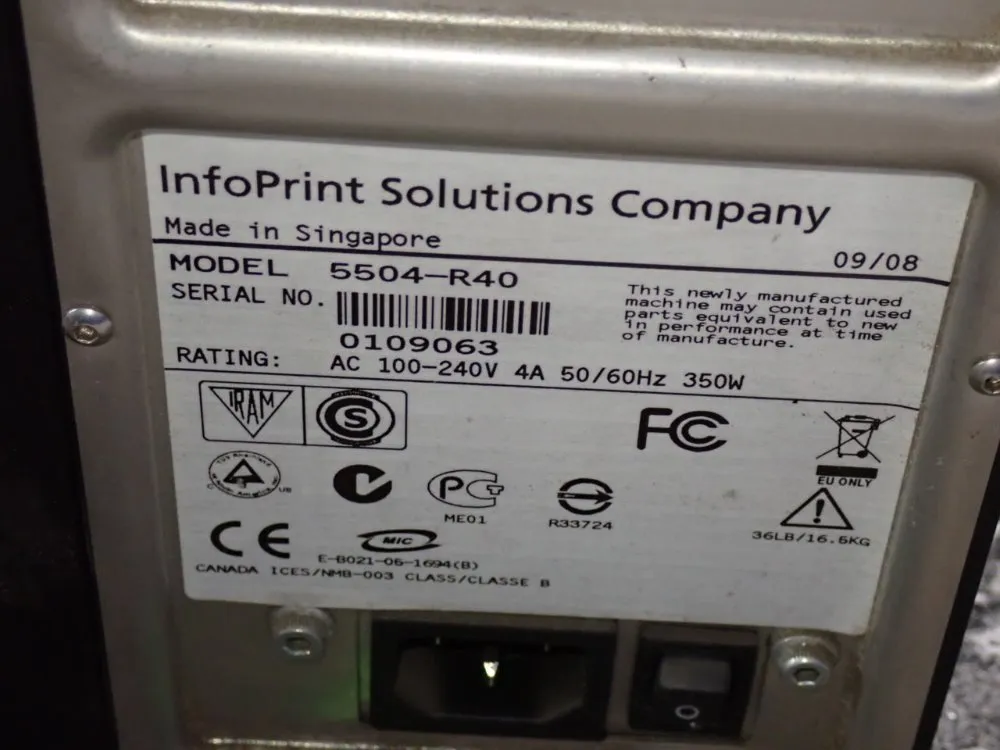 InfoPrint Solutions Company
Made in Singapore
09/08
MODEL 5504-R40
SERIAL NO.
0109063
This newly manufactured
machine may contain used
parts equivalent to new
in performance at time
of manufacture.
RATING: AC 100-240V 4A 50/60Hz 350W
IRAM
S
FC
EU ONLY
US
PCT
ME01
R33724
36LB/16.5KG
CE
MIC
E-B021-06-1694(B)
CANADA ICES/NMB-003 CLASS/CLASSE B